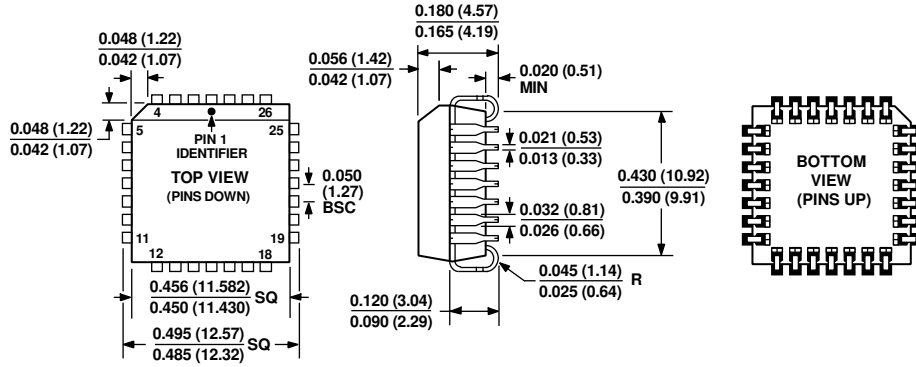 0.048 (1.22)
0.042 (1.07)
0.048 (1.22)
0.042 (1.07)
4
26
5
25
PIN 1
IDENTIFIER
TOP VIEW
(PINS DOWN)
11
19
12
18
0.050
(1.27)
BSC
0.456 (11.582)
0.450 (11.430)
SQ
0.495 (12.57)
0.485 (12.32)
SQ
0.180 (4.57)
0.165 (4.19)
0.056 (1.42)
0.042 (1.07)
0.020 (0.51)
MIN
0.021 (0.53)
0.013 (0.33)
0.032 (0.81)
0.026 (0.66)
0.430 (10.92)
0.390 (9.91)
0.045 (1.14)
0.025 (0.64)
R
0.120 (3.04)
0.090 (2.29)
BOTTOM
VIEW
(PINS UP)